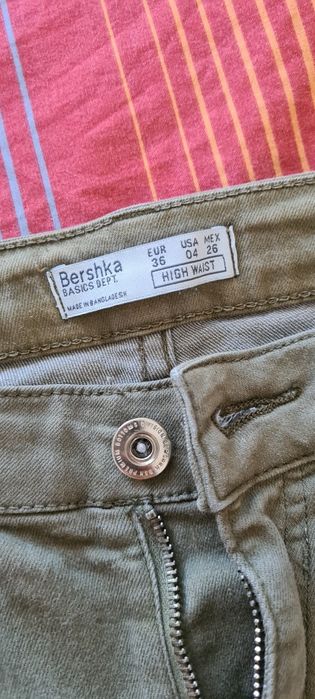 Bershka
BASICS DEPT.
MADE IN BANGLADESH
EUR USA MEX
36 04 26
HIGH WAIST